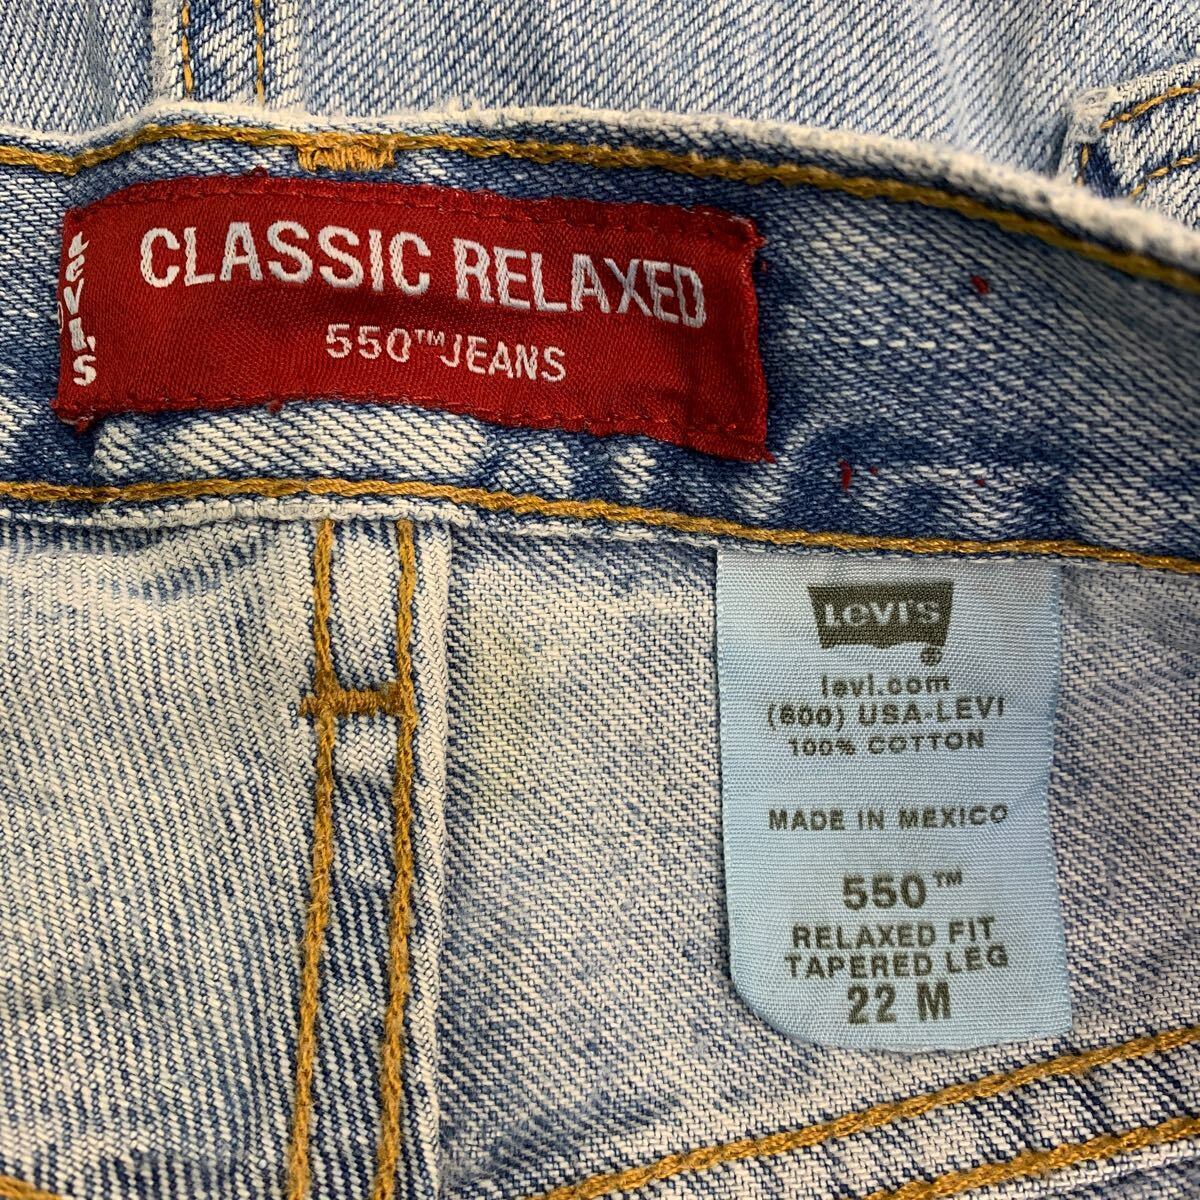 Levi's
CLASSIC RELAXED
550™ JEANS
Levi's
®
levi.com
(800) USA-LEVI
100% COTTON
MADE IN MEXICO
550™
RELAXED FIT
TAPERED LEG
22 M